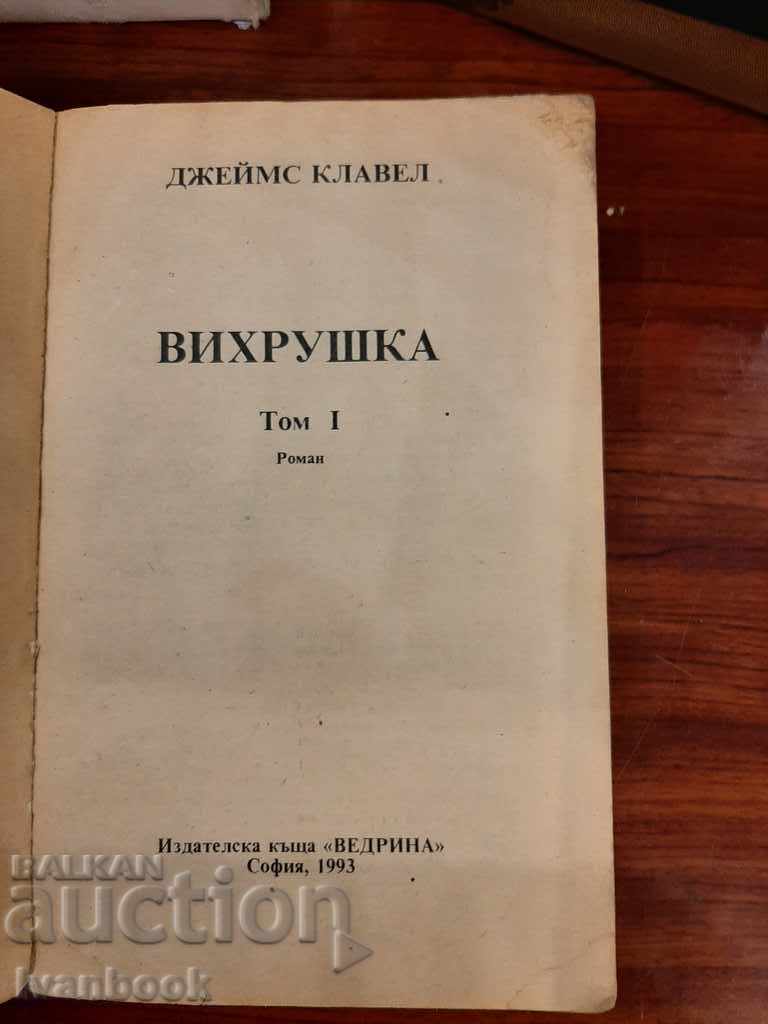 ДЖЕЙМС КЛАВЕЛ
ВИХРУШКА
Том I
Роман
Издателска къща «ВЕДРИНА»
София, 1993
BALKAN
auction
Ivanbook